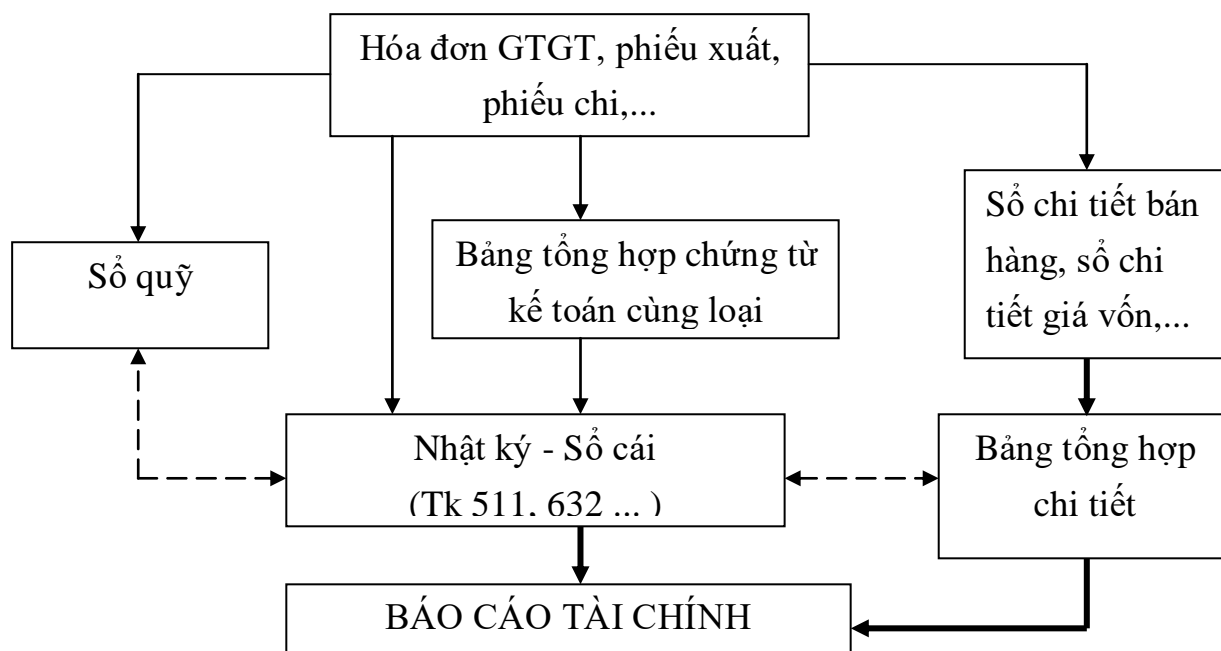 Hóa đơn GTGT, phiếu xuất,
phiếu chi,...
Sổ quỹ
Bảng tổng hợp chứng từ
kế toán cùng loại
Sổ chi tiết bán
hàng, sổ chi
tiết giá vốn,...
Nhật ký - Sổ cái
(Tk 511, 632 ... )
Bảng tổng hợp
chi tiết
BÁO CÁO TÀI CHÍNH